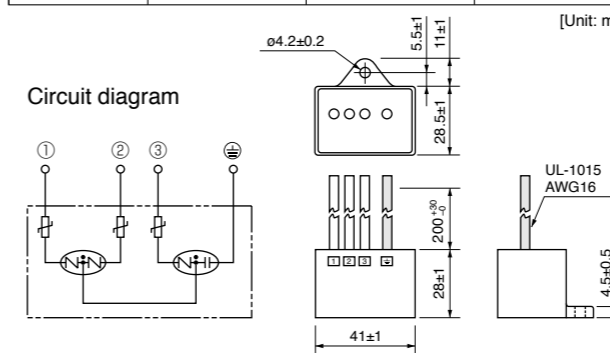 [Unit: m
ø4.2±0.2
5.5±1
11±1
28.5±1
Circuit diagram
① ② ③
UL-1015
AWG16
200 +30 -0
1 2 3
28±1
4.5±0.5
41±1